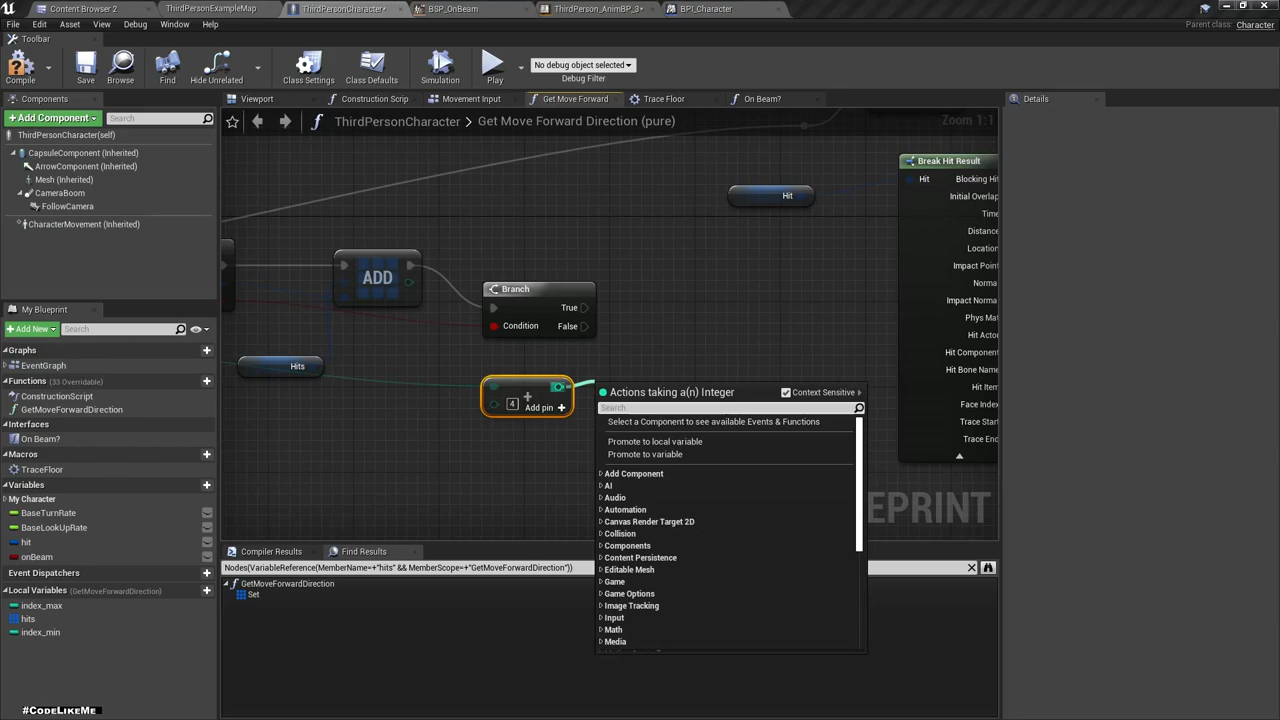 Content Browser 2
ThirdPersonExampleMap
ThirdPersonCharacter*
BSP_OnBeam
ThirdPerson_AnimBP_3*
BPI_Character
File Edit Asset View Debug Window Help
Parent class: Character
Toolbar
Compile
Save
Browse
Find
Hide Unrelated
Class Settings
Class Defaults
Simulation
Play
No debug object selected
Debug Filter
Components
+ Add Component
Search
ThirdPersonCharacter(self)
CapsuleComponent (Inherited)
ArrowComponent (Inherited)
Mesh (Inherited)
CameraBoom
FollowCamera
CharacterMovement (Inherited)
My Blueprint
+ Add New
Search
Graphs
EventGraph
Functions (33 Overridable)
ConstructionScript
GetMoveForwardDirection
Interfaces
On Beam?
Macros
TraceFloor
Variables
My Character
BaseTurnRate
BaseLookUpRate
hit
onBeam
Event Dispatchers
Local Variables (GetMoveForwardDirection)
index_max
hits
index_min
#CodeLikeMe
Viewport
Construction Scrip
Movement Input
Get Move Forward
Trace Floor
On Beam?
ThirdPersonCharacter > Get Move Forward Direction (pure)
Zoom 1:1
ADD
Hits
Branch
True
Condition False
4
Add pin +
Hit
Break Hit Result
Hit
Blocking Hi
Initial Overlap
Time
Distance
Location
Impact Poin
Norma
Impact Norma
Phys Mat
Hit Actor
Hit Component
Hit Bone Name
Hit Item
Face Index
Trace Start
Trace End
EPRINT
Actions taking a(n) Integer
Context Sensitive
Search
Select a Component to see available Events & Functions
Promote to local variable
Promote to variable
Add Component
AI
Audio
Automation
Canvas Render Target 2D
Collision
Components
Content Persistence
Editable Mesh
Game
Game Options
Image Tracking
Input
Math
Media
Compiler Results
Find Results
Nodes(VariableReference(MemberName=+"hits" && MemberScope=+"GetMoveForwardDirection"))
GetMoveForwardDirection
Set
Details